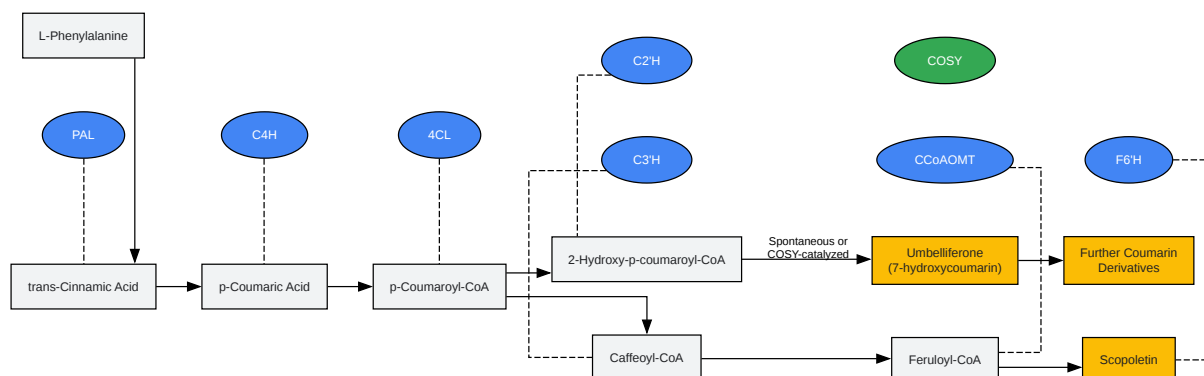 L-Phenylalanine
C2'H
COSY
PAL
C4H
4CL
C3'H
CCoAOMT
F6'H
trans-Cinnamic Acid
p-Coumaric Acid
p-Coumaroyl-CoA
2-Hydroxy-p-coumaroyl-CoA
Spontaneous or
COSY-catalyzed
Umbelliferone
(7-hydroxycoumarin)
Further Coumarin
Derivatives
Caffeoyl-CoA
Feruloyl-CoA
Scopoletin